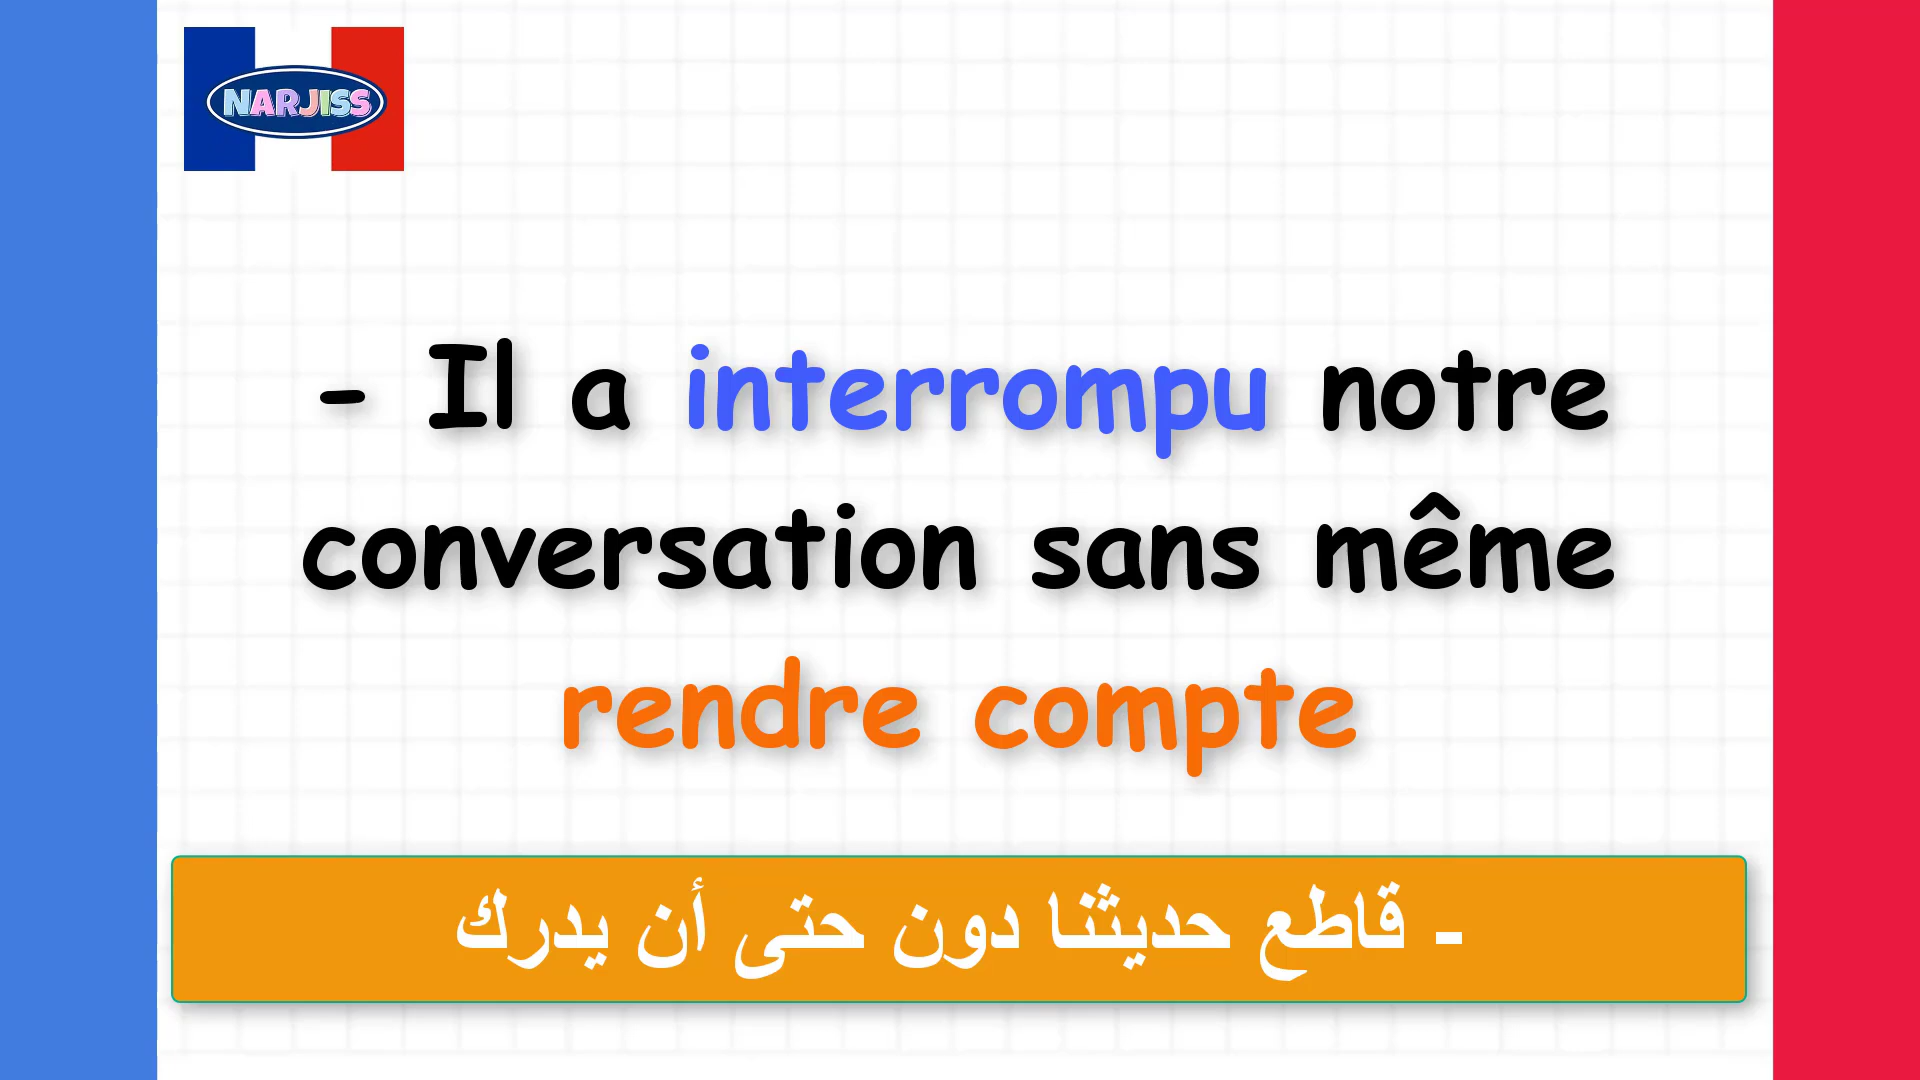 NARJISS
- Il a interrompu notre
conversation sans même
rendre compte
- قاطع حديثنا دون حتى أن يدرك